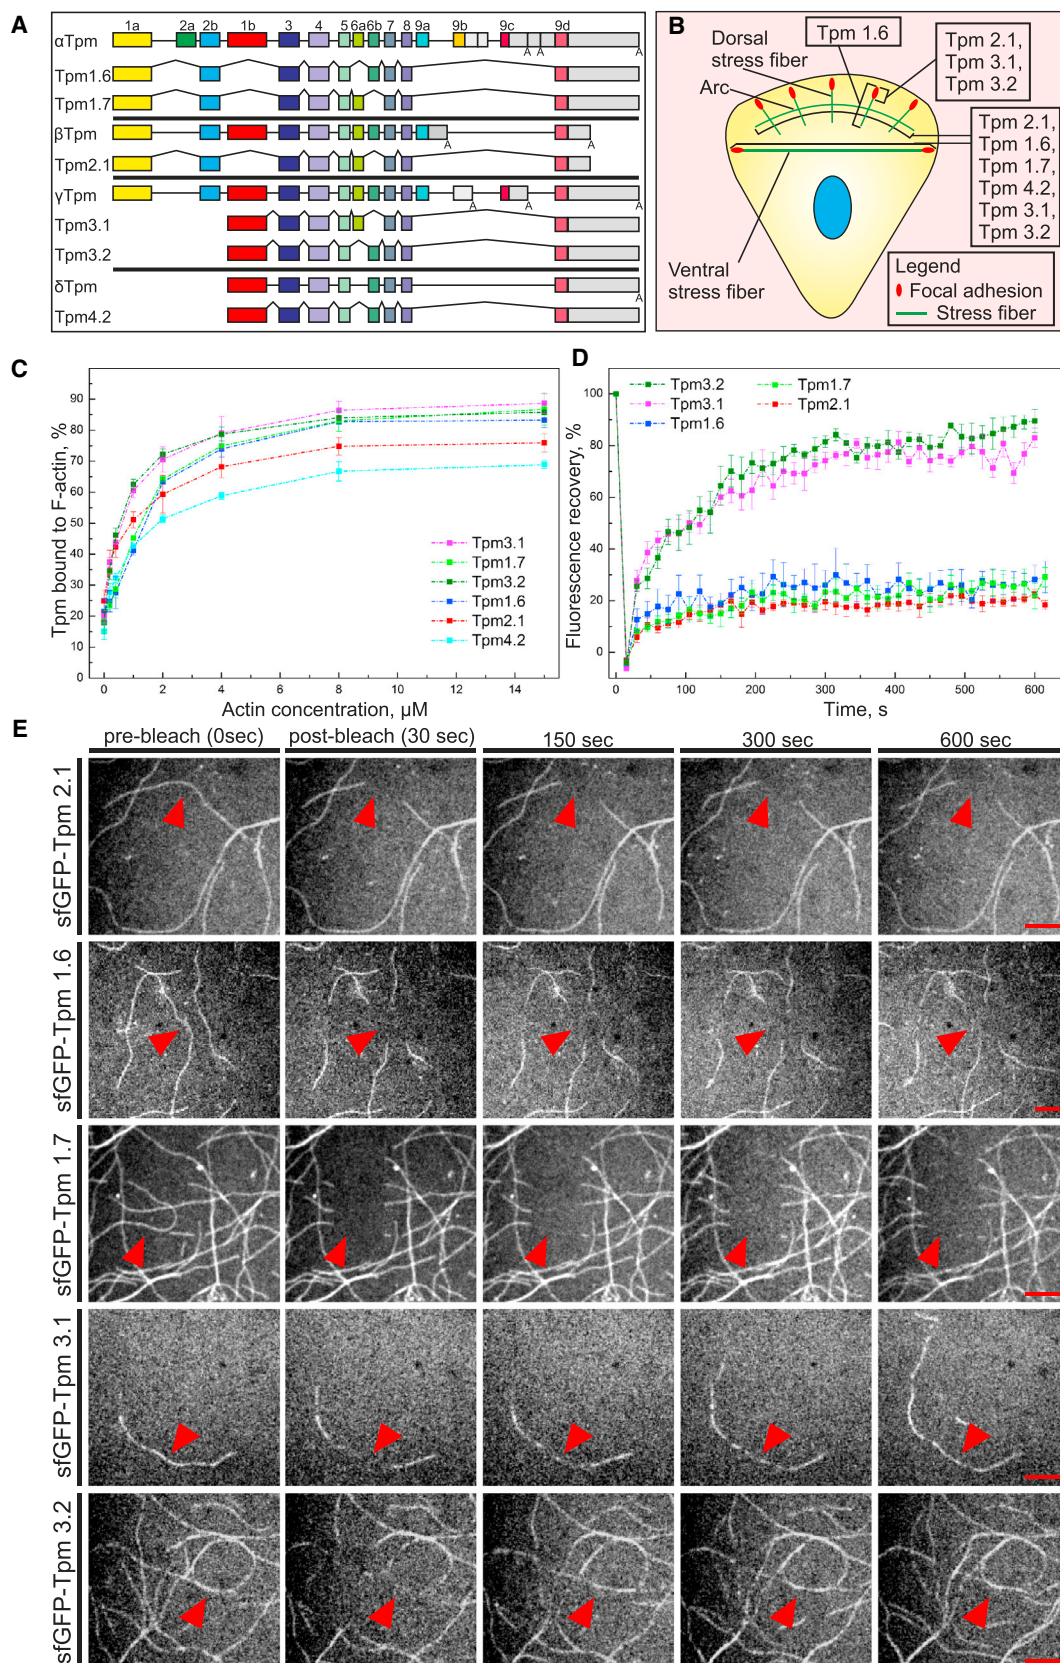 A
1a 2a 2b 1b 3 4 5 6a 6b 7 8 9a 9b 9c 9d
αTpm
A A A
Tpm1.6
Tpm1.7
βTpm
A A
Tpm2.1
γTpm
A A A
Tpm3.1
Tpm3.2
δTpm
A
Tpm4.2
B
Dorsal
stress fiber
Arc
Tpm 1.6
Tpm 2.1,
Tpm 3.1,
Tpm 3.2
Tpm 2.1,
Tpm 1.6,
Tpm 1.7,
Tpm 4.2,
Tpm 3.1,
Tpm 3.2
Ventral
stress fiber
Legend
Focal adhesion
Stress fiber
C
Tpm bound to F-actin, %
90
80
70
60
50
40
30
20
10
0
0 2 4 6 8 10 12 14
Actin concentration, µM
Tpm3.1
Tpm1.7
Tpm3.2
Tpm1.6
Tpm2.1
Tpm4.2
D
Fluorescence recovery, %
100
80
60
40
20
0
0 100 200 300 400 500 600
Time, s
Tpm3.2
Tpm3.1
Tpm1.6
Tpm1.7
Tpm2.1
E
pre-bleach (0sec) post-bleach (30 sec) 150 sec 300 sec 600 sec
sfGFP-Tpm 2.1
sfGFP-Tpm 1.6
sfGFP-Tpm 1.7
sfGFP-Tpm 3.1
sfGFP-Tpm 3.2